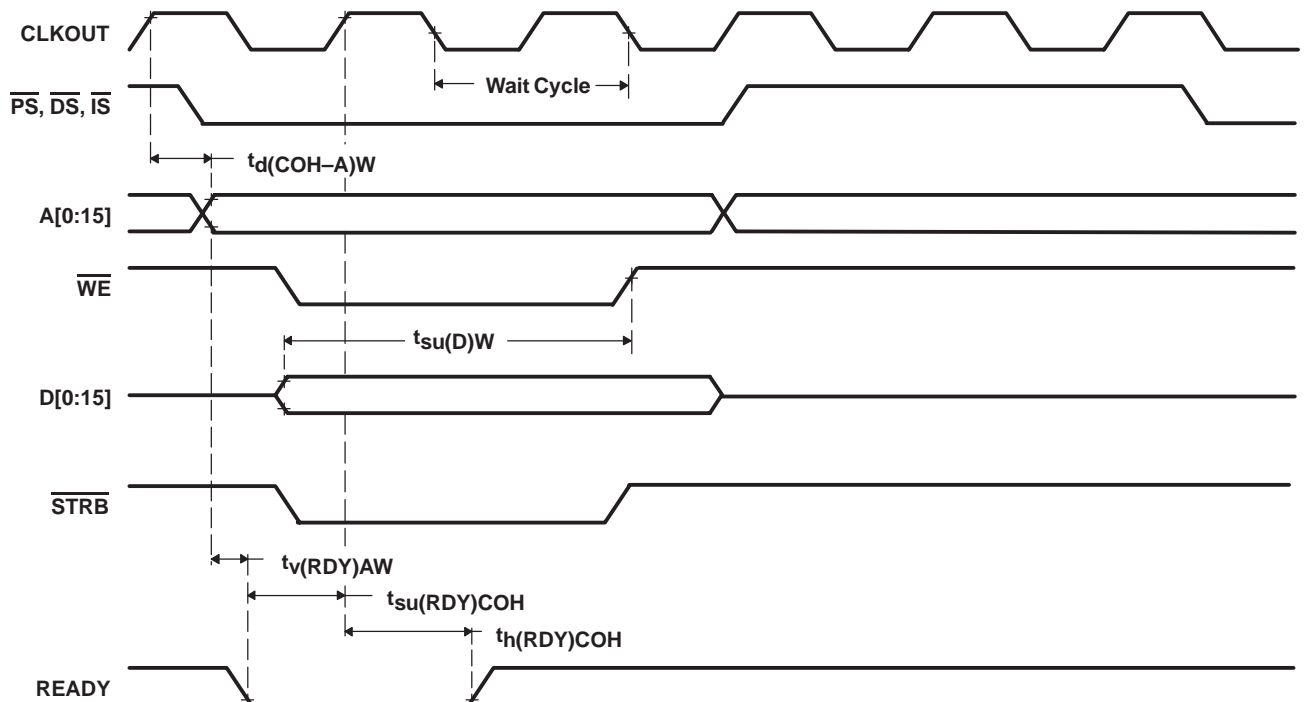 CLKOUT
Wait Cycle
PS, DS, IS
td(COH–A)W
A[0:15]
WE
tsu(D)W
D[0:15]
STRB
tv(RDY)AW
tsu(RDY)COH
th(RDY)COH
READY